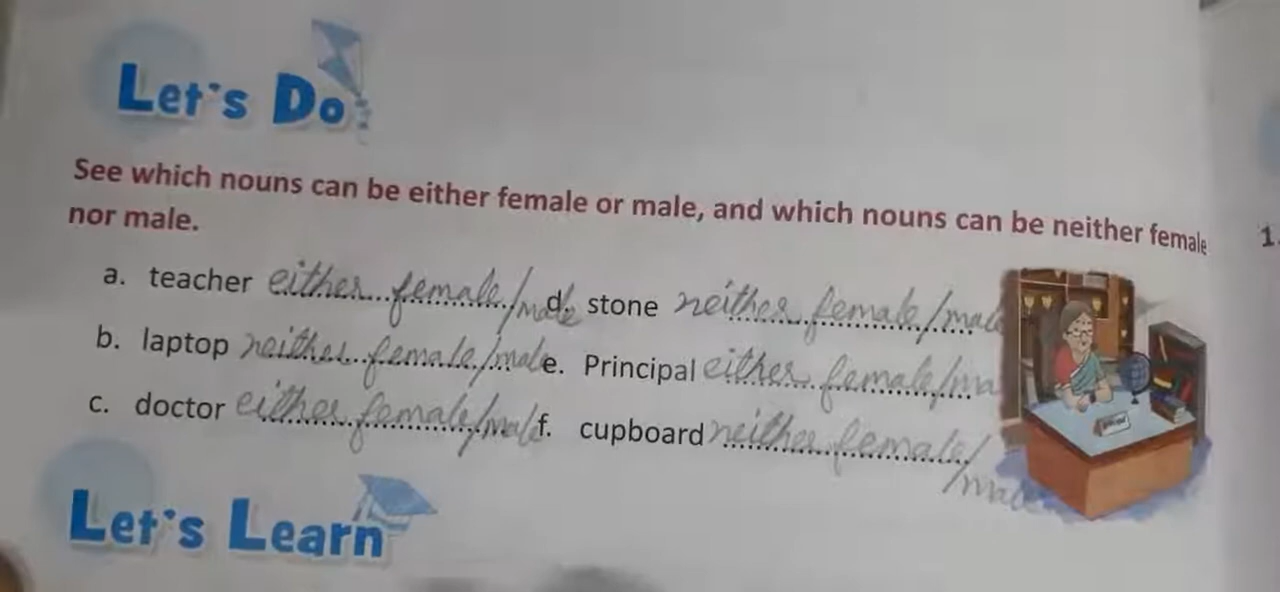 Let's Do
See which nouns can be either female or male, and which nouns can be neither female
nor male.
1.
a. teacher either female/male d. stone neither female/male
b. laptop neither female/male e. Principal either female/ma
c. doctor either female/male f. cupboard neither female/
male
Let's Learn